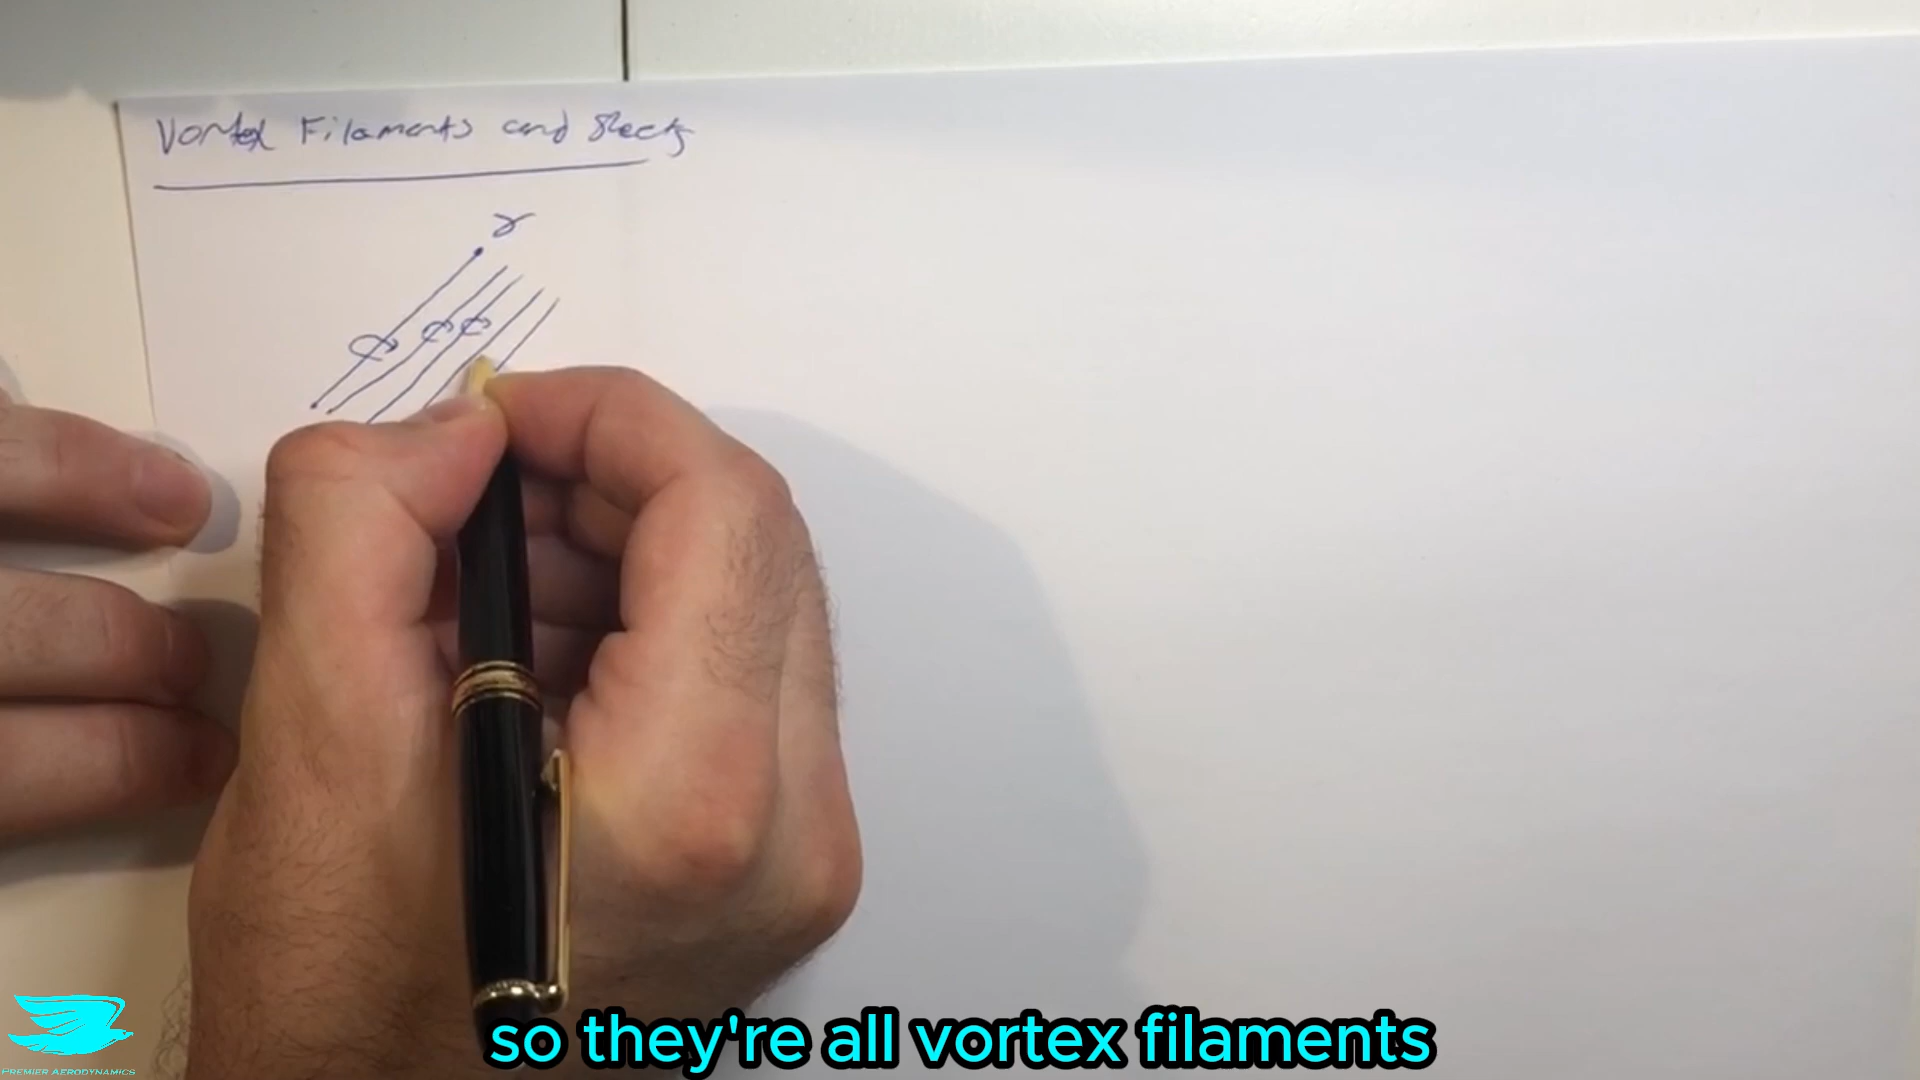 Vortex Filaments and Sheets
γ
so they're all vortex filaments
PREMIER AERODYNAMICS